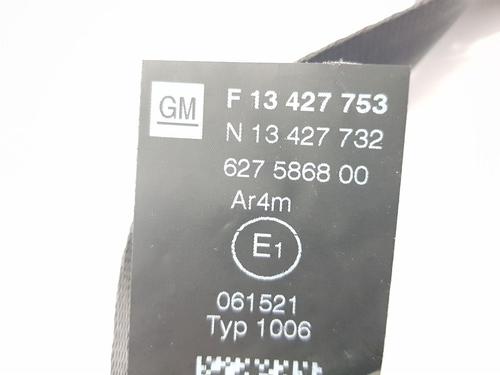 GM
F 13 427 753
N 13 427 732
627 5868 00
Ar4m
E1
061521
Typ 1006